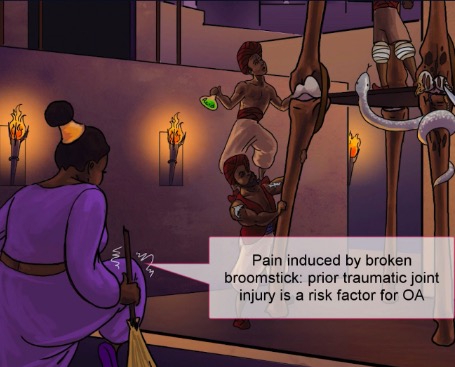 Pain induced by broken
broomstick: prior traumatic joint
injury is a risk factor for OA